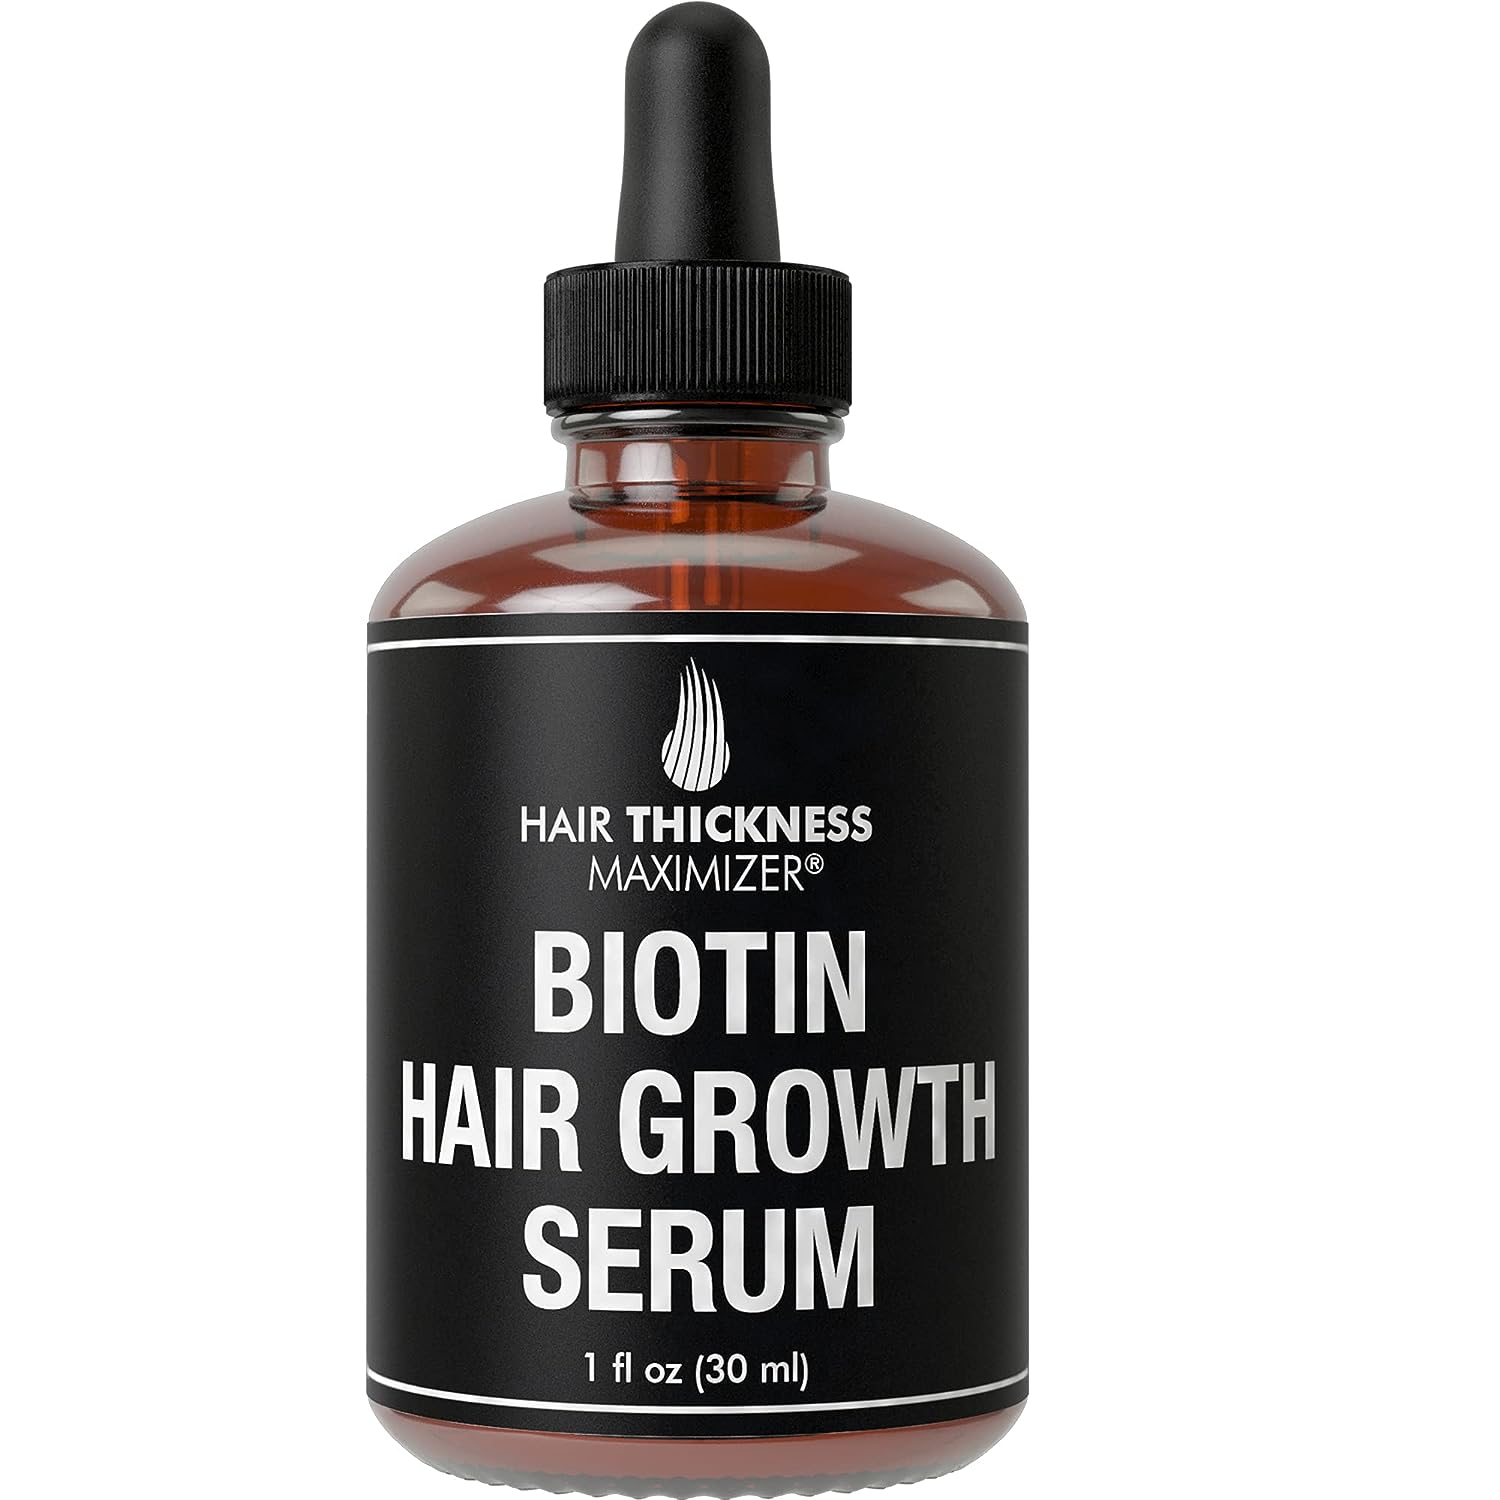 HAIR THICKNESS
MAXIMIZER®
BIOTIN
HAIR GROWTH
SERUM
1 fl oz (30 ml)